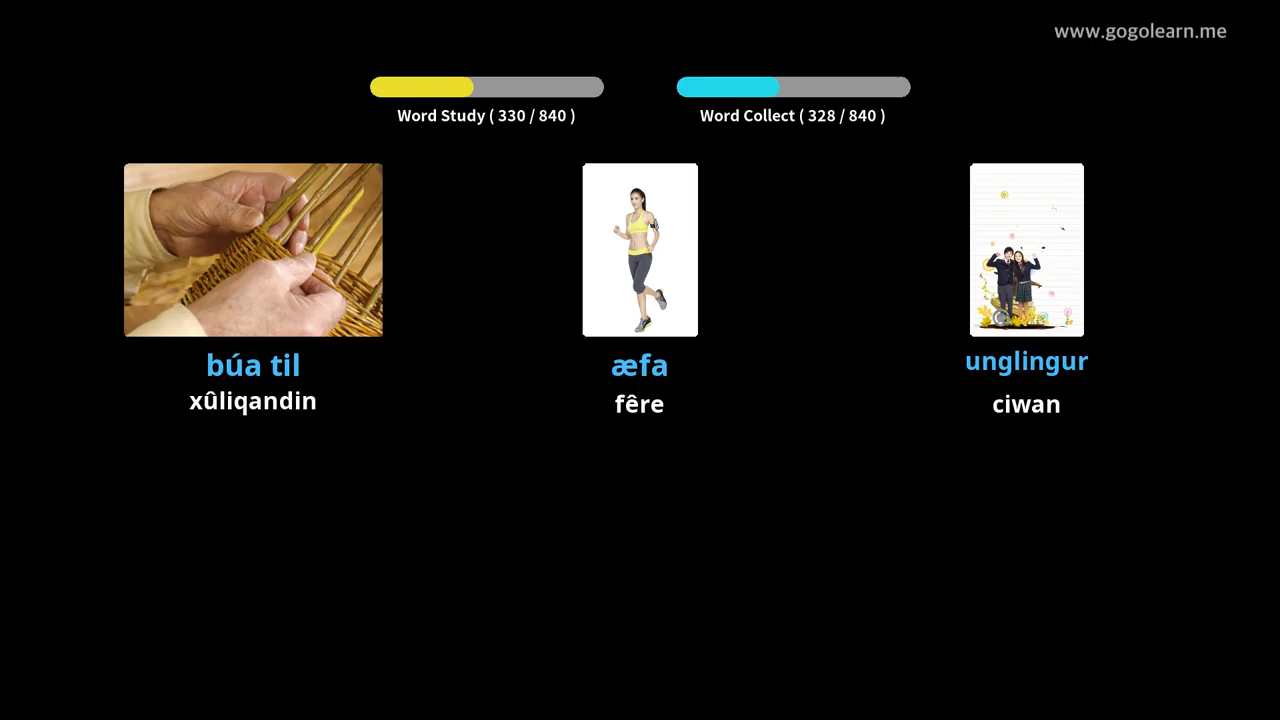 www.gogolearn.me
Word Study ( 330 / 840 )
Word Collect ( 328 / 840 )
búa til
xûliqandin
æfa
fêre
unglingur
ciwan